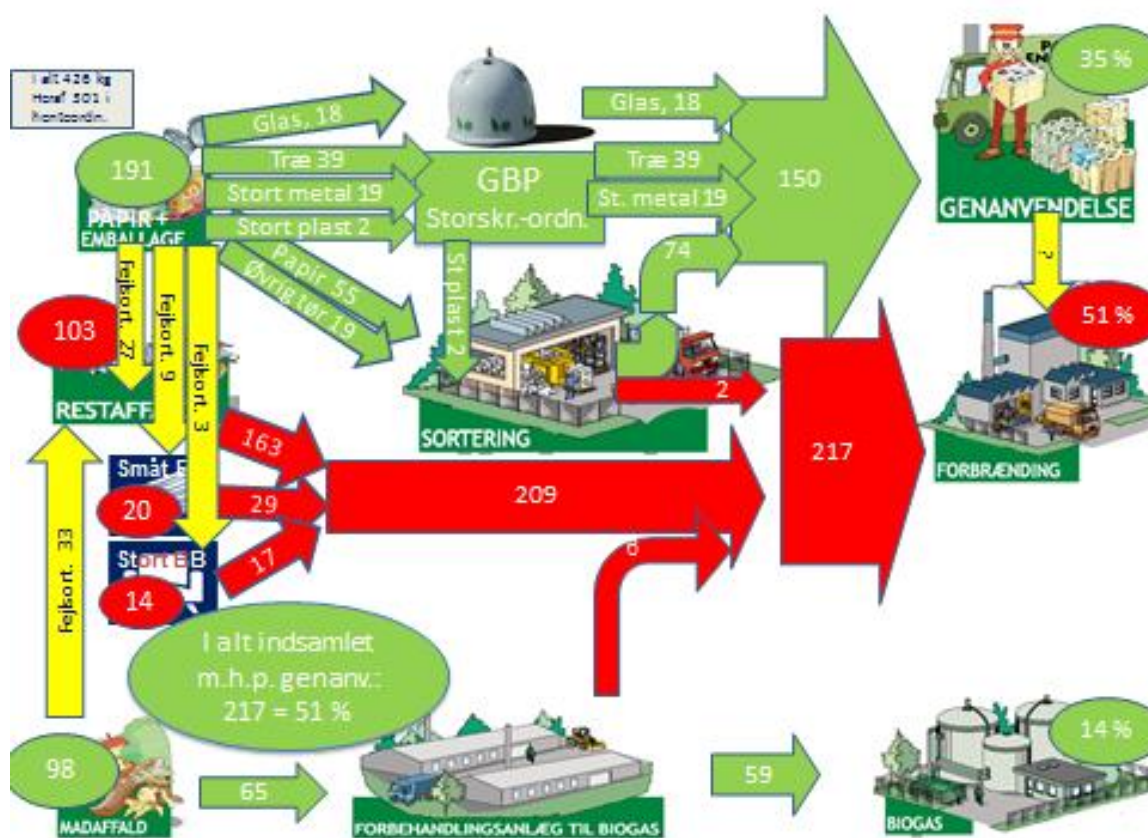 I alt 426 kg
Heraf 301 i
frontordn.
191
PAPIR +
EMBALLAGE
Glas, 18
Træ 39
Stort metal 19
Stort plast 2
Papir 55
Øvrig tør 19
GBP
Storskr.-ordn.
St plast 2
Glas, 18
Træ 39
St. metal 19
74
150
35 %
GENANVENDELSE
?
51 %
FORBRÆNDING
Fejlsort. 27
Fejlsort. 9
Fejlsort. 3
103
RESTAFF
SORTERING
2
217
163
29
17
209
6
Småt
20
Stort B
14
Fejlsort. 33
I alt indsamlet
m.h.p. genanv.:
217 = 51 %
98
MADAFFALD
65
FORBEHANDLINGSANLÆG TIL BIOGAS
59
14 %
BIOGAS